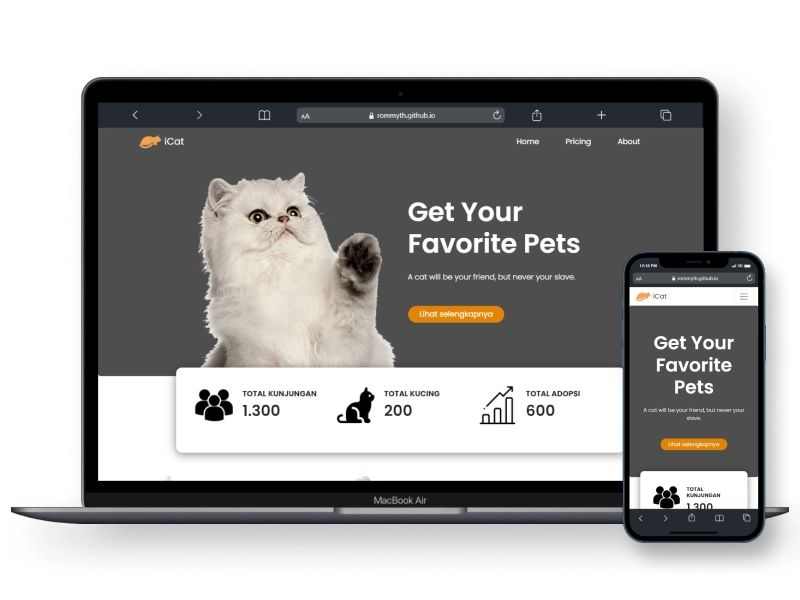 AA
rommyth.github.io
iCat
Home
Pricing
About
Get Your
Favorite Pets
A cat will be your friend, but never your slave.
Lihat selengkapnya
TOTAL KUNJUNGAN
1.300
TOTAL KUCING
200
TOTAL ADOPSI
600
MacBook Air
12:18 PM
5G
AA
rommyth.github.io
iCat
Get Your
Favorite
Pets
A cat will be your friend, but never your
slave.
Lihat selengkapnya
TOTAL
KUNJUNGAN
1.300